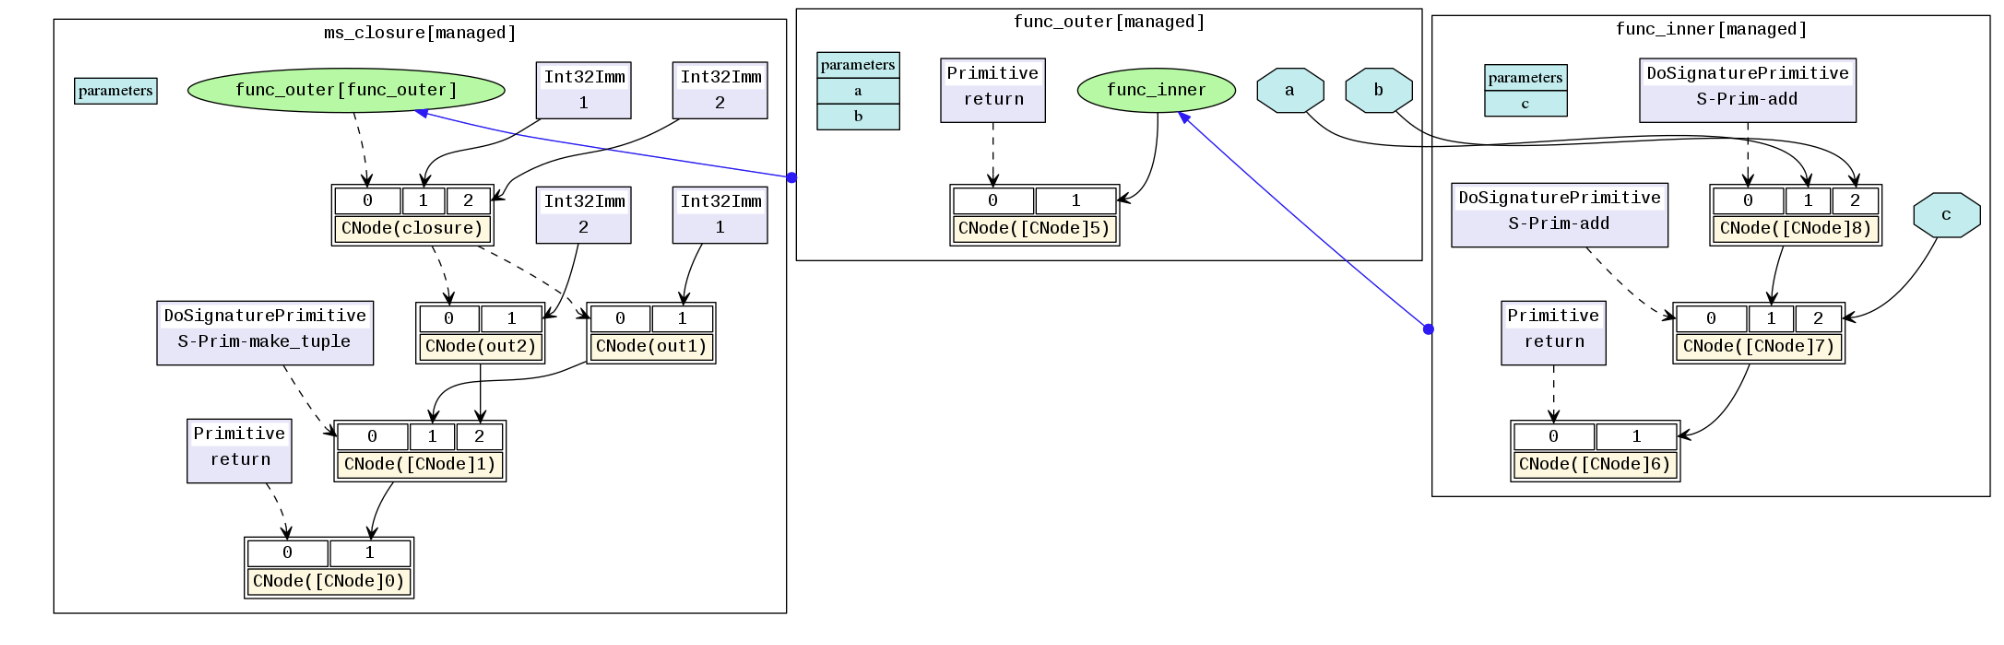 ms_closure[managed]
parameters
func_outer[func_outer]
Int32Imm
1
Int32Imm
2
0 1 2
CNode(closure)
Int32Imm
2
Int32Imm
1
DoSignaturePrimitive
S-Prim-make_tuple
0 1
CNode(out2)
0 1
CNode(out1)
Primitive
return
0 1 2
CNode([CNode]1)
0 1
CNode([CNode]0)
func_outer[managed]
parameters
a
b
Primitive
return
func_inner
a
b
0 1
CNode([CNode]5)
func_inner[managed]
parameters
c
DoSignaturePrimitive
S-Prim-add
DoSignaturePrimitive
S-Prim-add
0 1 2
CNode([CNode]8)
c
Primitive
return
0 1 2
CNode([CNode]7)
0 1
CNode([CNode]6)